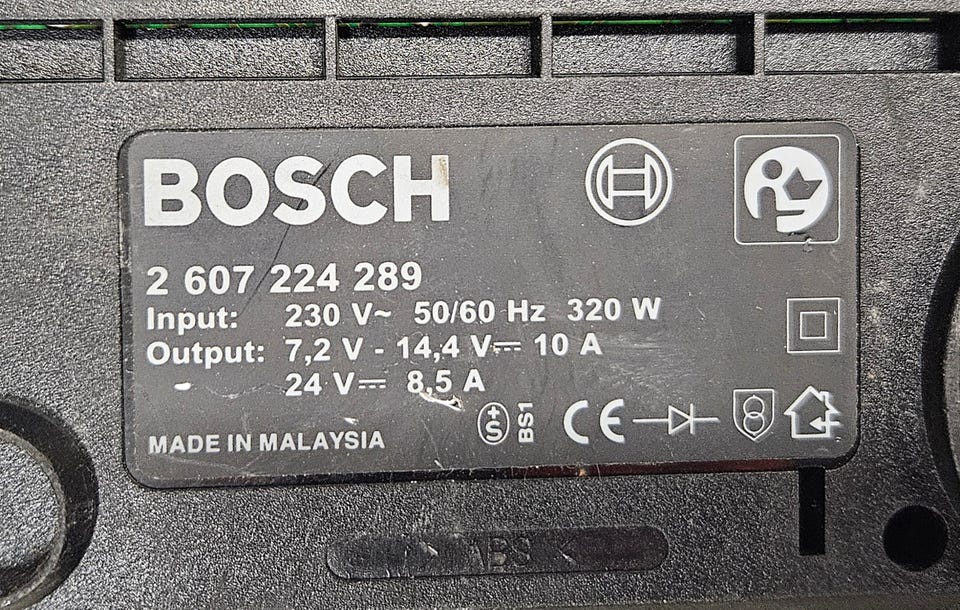 BOSCH
2 607 224 289
Input: 230 V~ 50/60 Hz 320 W
Output: 7,2 V - 14,4 V⎓ 10 A
24 V⎓ 8,5 A
MADE IN MALAYSIA
+S
BS1
CE
> ABS <